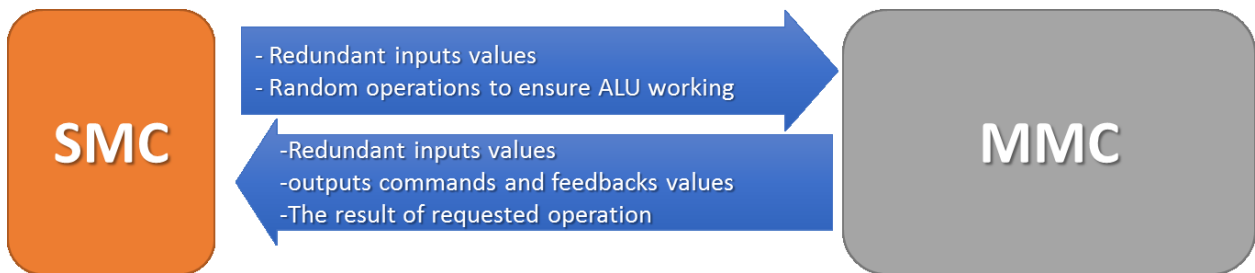 SMC
- Redundant inputs values
- Random operations to ensure ALU working
-Redundant inputs values
-outputs commands and feedbacks values
-The result of requested operation
MMC